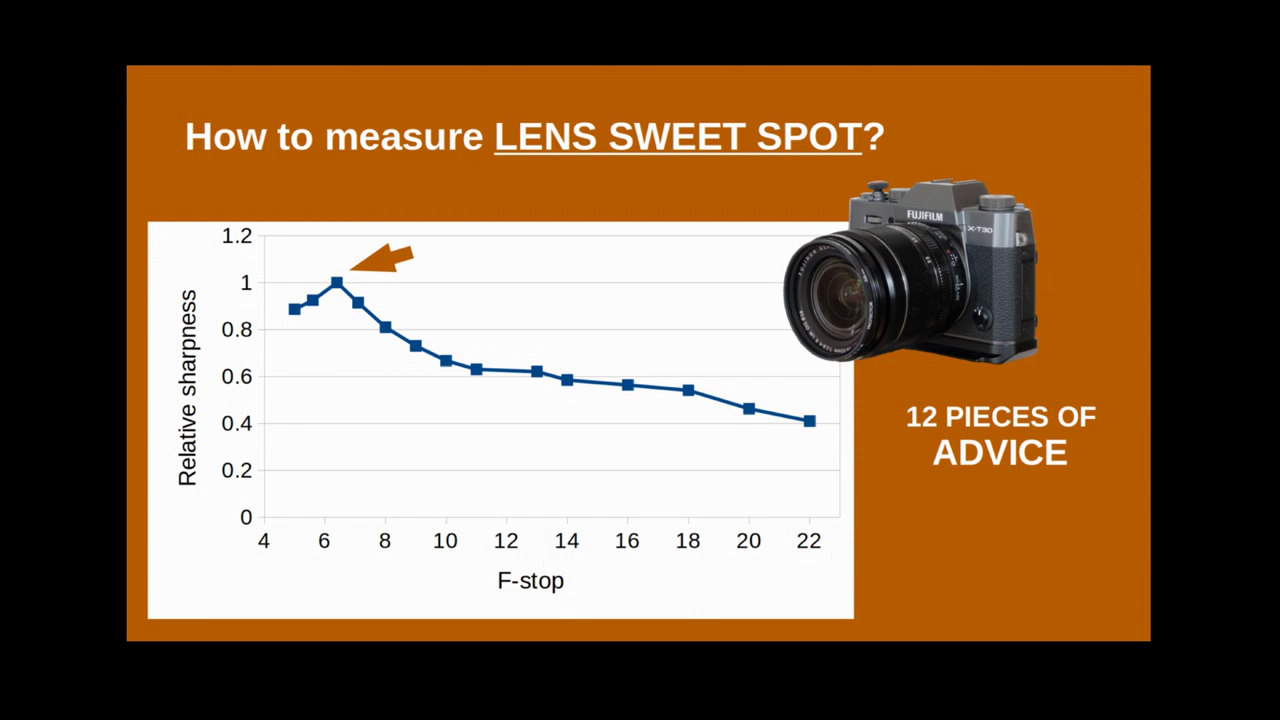 How to measure LENS SWEET SPOT?
FUJIFILM
X-T30
1.2
1
0.8
0.6
0.4
0.2
0
Relative sharpness
4 6 8 10 12 14 16 18 20 22
F-stop
12 PIECES OF
ADVICE